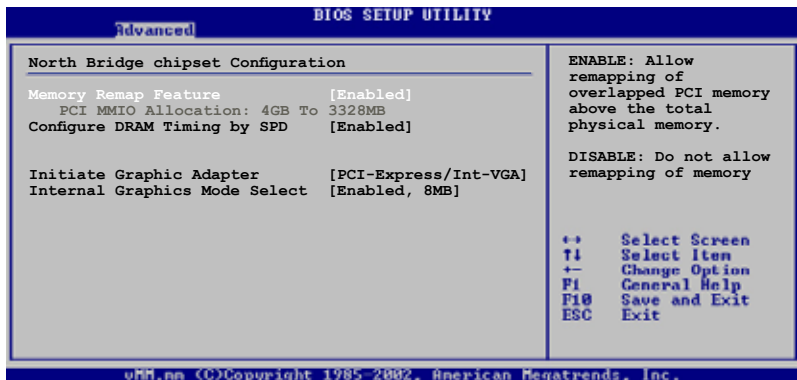 BIOS SETUP UTILITY
Advanced
North Bridge chipset Configuration
Memory Remap Feature [Enabled]
PCI MMIO Allocation: 4GB To 3328MB
Configure DRAM Timing by SPD [Enabled]
Initiate Graphic Adapter [PCI-Express/Int-VGA]
Internal Graphics Mode Select [Enabled, 8MB]
ENABLE: Allow
remapping of
overlapped PCI memory
above the total
physical memory.
DISABLE: Do not allow
remapping of memory
↔ Select Screen
↑↓ Select Item
+- Change Option
F1 General Help
F10 Save and Exit
ESC Exit
vMM.mm (C)Copyright 1985-2002, American Megatrends, Inc.